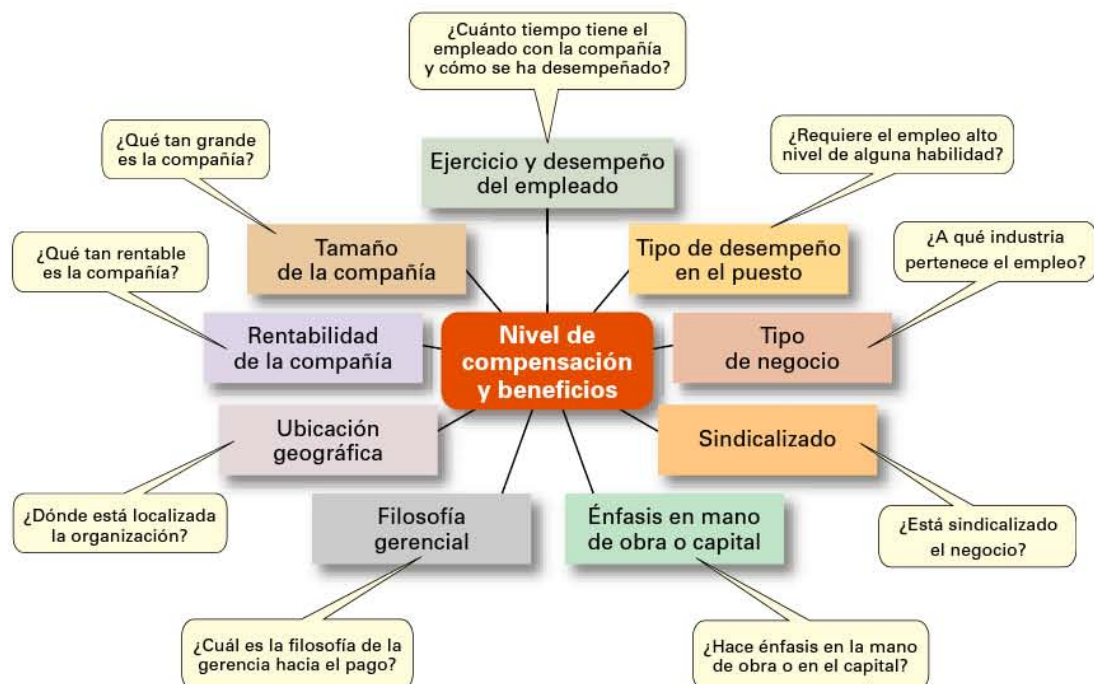 ¿Cuánto tiempo tiene el
empleado con la compañía
y cómo se ha desempeñado?
¿Qué tan grande
es la compañía?
¿Requiere el empleo alto
nivel de alguna habilidad?
Ejercicio y desempeño
del empleado
Tamaño
de la compañía
Tipo de desempeño
en el puesto
¿Qué tan rentable
es la compañía?
¿A qué industria
pertenece el empleo?
Rentabilidad
de la compañía
Nivel de
compensación
y beneficios
Tipo
de negocio
Ubicación
geográfica
Sindicalizado
¿Dónde está localizada
la organización?
Filosofía
gerencial
Énfasis en mano
de obra o capital
¿Está sindicalizado
el negocio?
¿Cuál es la filosofía de la
gerencia hacia el pago?
¿Hace énfasis en la mano
de obra o en el capital?